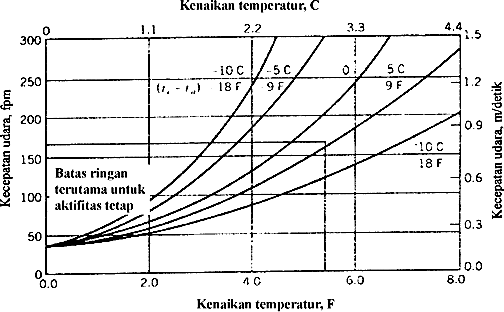 Kenaikan temperatur, C
0 1.1 2.2 3.3 4.4
300 1.5
-10 C -5 C 0 5 C
(tₐ - tₛₜ) 18 F 9 F 9 F
250 1.2
200 0.9
-10 C
18 F
150
Batas ringan
terutama untuk
aktifitas tetap
100 0.6
50 0.3
0 0.0
0.0 2.0 4.0 6.0 8.0
Kenaikan temperatur, F
Kecepatan udara, fpm
Kecepatan udara, m/detik